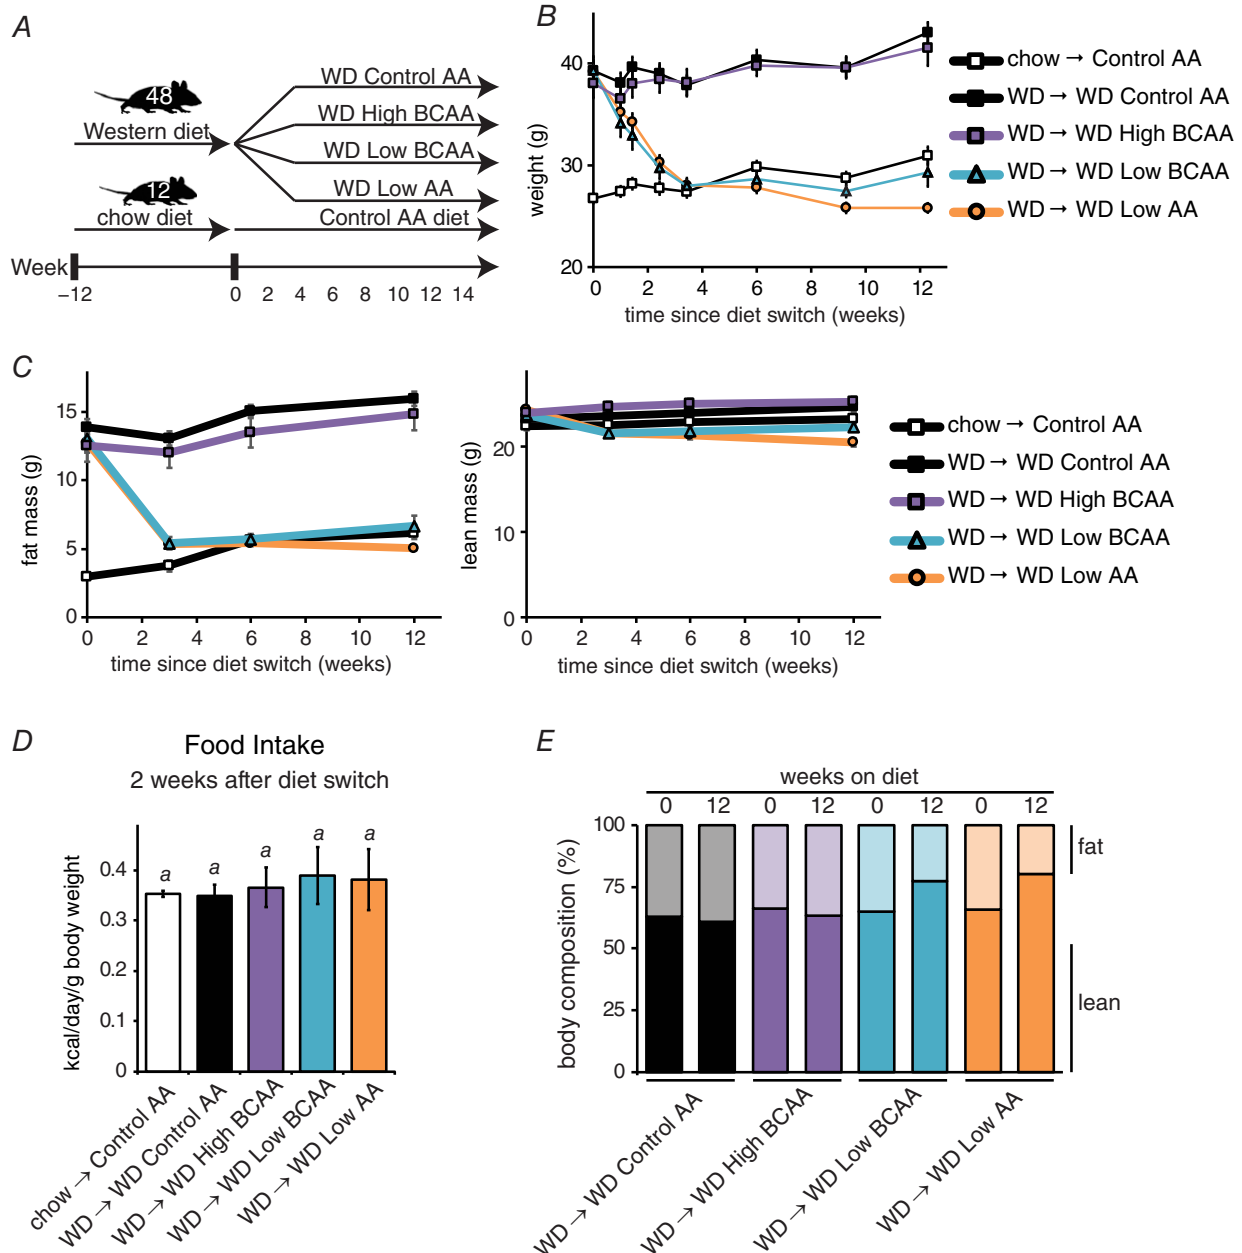 A
48
Western diet
12
chow diet
WD Control AA
WD High BCAA
WD Low BCAA
WD Low AA
Control AA diet
Week
−12 0 2 4 6 8 10 12 14
B
weight (g)
40
30
20
0 2 4 6 8 10 12
time since diet switch (weeks)
chow → Control AA
WD → WD Control AA
WD → WD High BCAA
WD → WD Low BCAA
WD → WD Low AA
C
fat mass (g)
15
10
5
0
0 2 4 6 8 10 12
time since diet switch (weeks)
lean mass (g)
20
10
0
0 2 4 6 8 10 12
time since diet switch (weeks)
chow → Control AA
WD → WD Control AA
WD → WD High BCAA
WD → WD Low BCAA
WD → WD Low AA
D
Food Intake
2 weeks after diet switch
kcal/day/g body weight
0.4
0.3
0.2
0.1
0
a a a a a
chow → Control AA
WD → WD Control AA
WD → WD High BCAA
WD → WD Low BCAA
WD → WD Low AA
E
weeks on diet
0 12 0 12 0 12 0 12
body composition (%)
100
75
50
25
0
fat
lean
WD → WD Control AA
WD → WD High BCAA
WD → WD Low BCAA
WD → WD Low AA